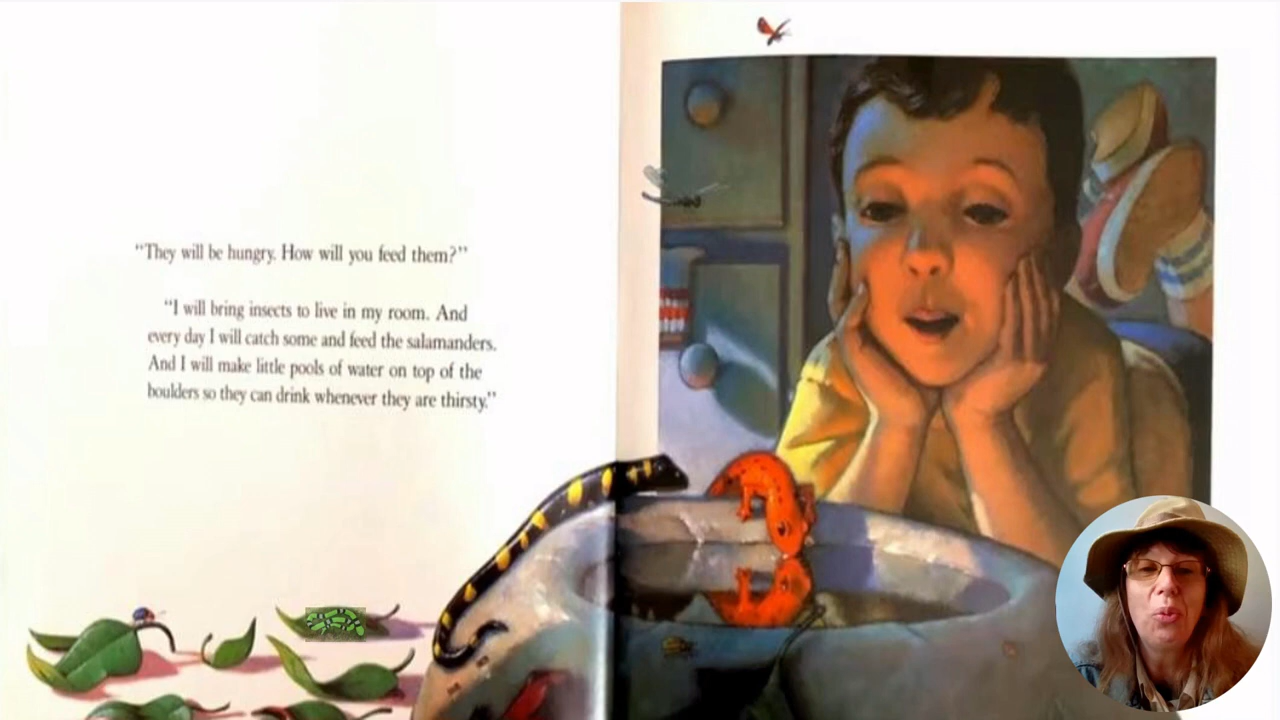 "They will be hungry. How will you feed them?"
"I will bring insects to live in my room. And
every day I will catch some and feed the salamanders.
And I will make little pools of water on top of the
boulders so they can drink whenever they are thirsty."